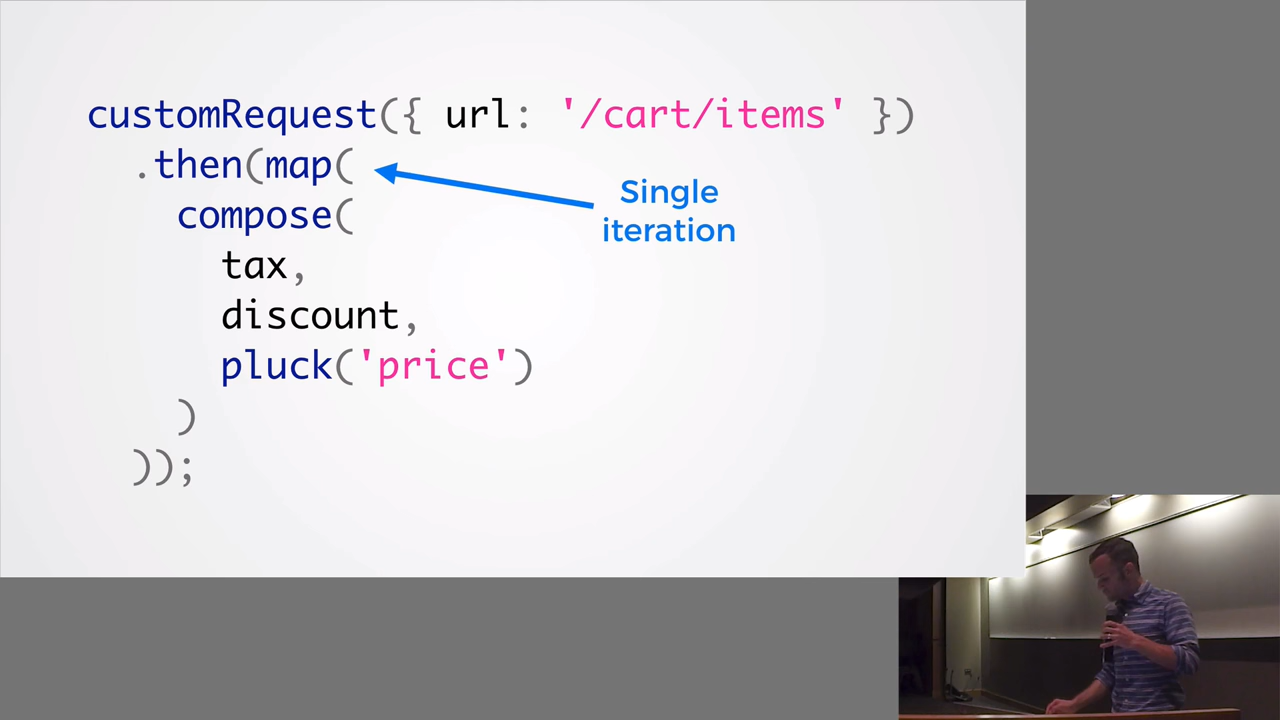 customRequest({ url: '/cart/items' })
.then(map(
compose(
tax,
discount,
pluck('price')
)
));
Single
iteration